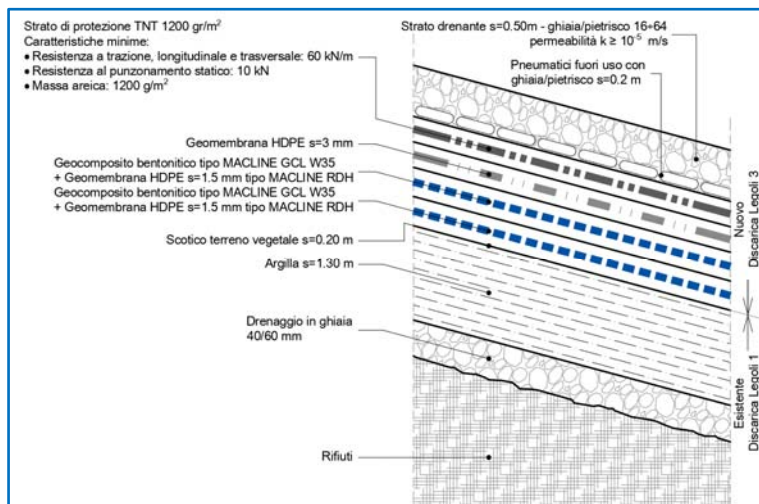 Strato di protezione TNT 1200 gr/m²
Caratteristiche minime:
• Resistenza a trazione, longitudinale e trasversale: 60 kN/m
• Resistenza al punzonamento statico: 10 kN
• Massa areica: 1200 g/m²
Strato drenante s=0.50m - ghiaia/pietrisco 16÷64
permeabilità k ≥ 10⁻⁵ m/s
Pneumatici fuori uso con
ghiaia/pietrisco s=0.2 m
Geomembrana HDPE s=3 mm
Geocomposito bentonitico tipo MACLINE GCL W35
+ Geomembrana HDPE s=1.5 mm tipo MACLINE RDH
Geocomposito bentonitico tipo MACLINE GCL W35
+ Geomembrana HDPE s=1.5 mm tipo MACLINE RDH
Scotico terreno vegetale s=0.20 m
Argilla s=1.30 m
Drenaggio in ghiaia
40/60 mm
Rifiuti
Nuovo
Discarica Legoli 3
Esistente
Discarica Legoli 1